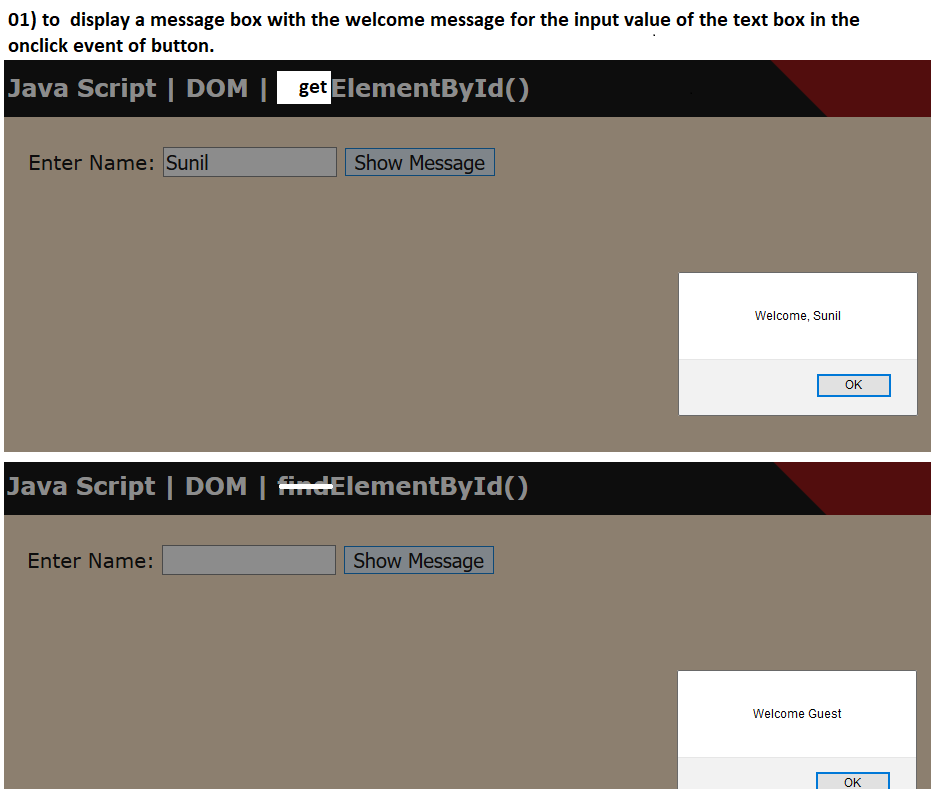 01) to display a message box with the welcome message for the input value of the text box in the
onclick event of button.
Java Script | DOM | getElementById()
Enter Name: Sunil Show Message
Welcome, Sunil
OK
Java Script | DOM | findElementById()
Enter Name: Show Message
Welcome Guest
OK